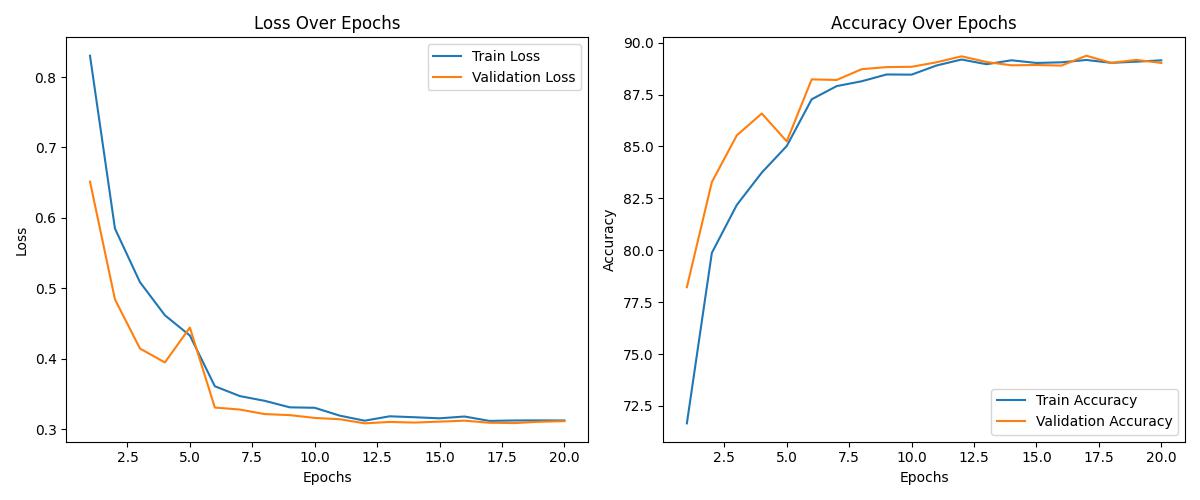 Loss Over Epochs
Train Loss
Validation Loss
0.8
0.7
0.6
0.5
0.4
0.3
Loss
2.5 5.0 7.5 10.0 12.5 15.0 17.5 20.0
Epochs
Accuracy Over Epochs
90.0
87.5
85.0
82.5
80.0
77.5
75.0
72.5
Accuracy
Train Accuracy
Validation Accuracy
2.5 5.0 7.5 10.0 12.5 15.0 17.5 20.0
Epochs